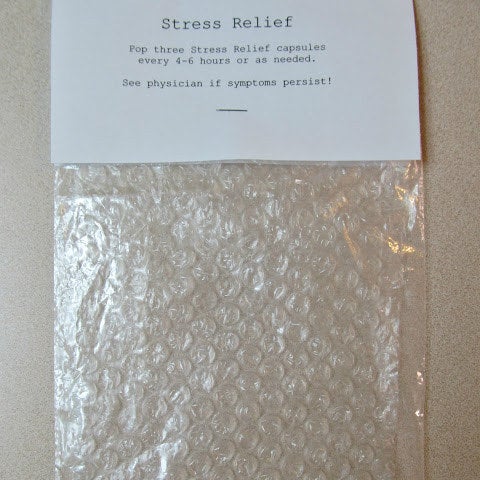 Stress Relief
Pop three Stress Relief capsules
every 4-6 hours or as needed.
See physician if symptoms persist!